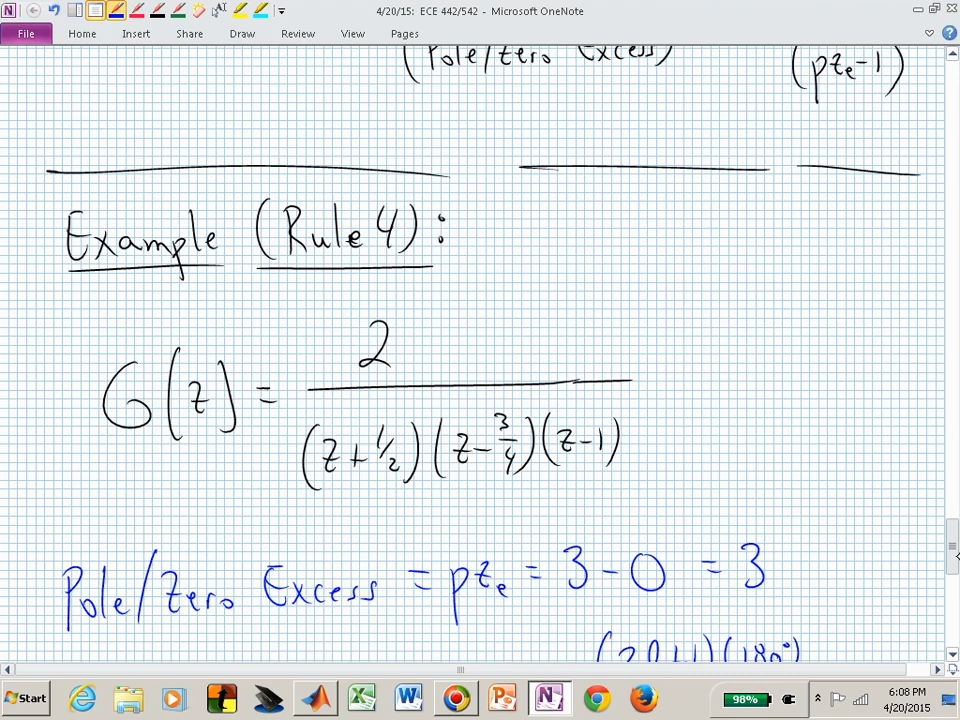 4/20/15: ECE 442/542 - Microsoft OneNote
File Home Insert Share Draw Review View Pages
(Pole/Zero Excess) (pz_e-1)
Example (Rule 4):
G(z) = 2 / ((z+1/2)(z-3/4)(z-1))
Pole/Zero Excess = pz_e = 3 - 0 = 3
Start
98%
6:08 PM
4/20/2015